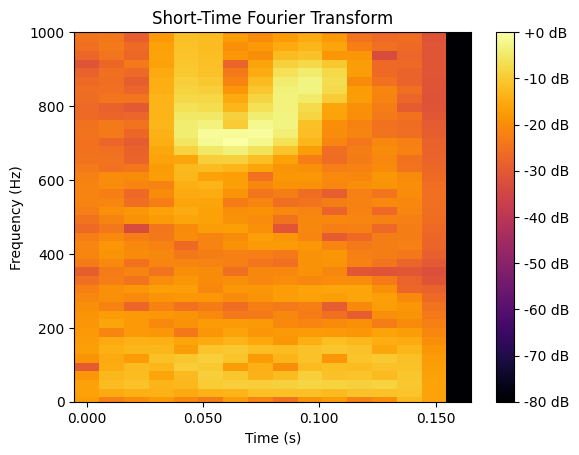 Short-Time Fourier Transform
1000
800
600
400
200
0
Frequency (Hz)
0.000
0.050
0.100
0.150
Time (s)
+0 dB
-10 dB
-20 dB
-30 dB
-40 dB
-50 dB
-60 dB
-70 dB
-80 dB